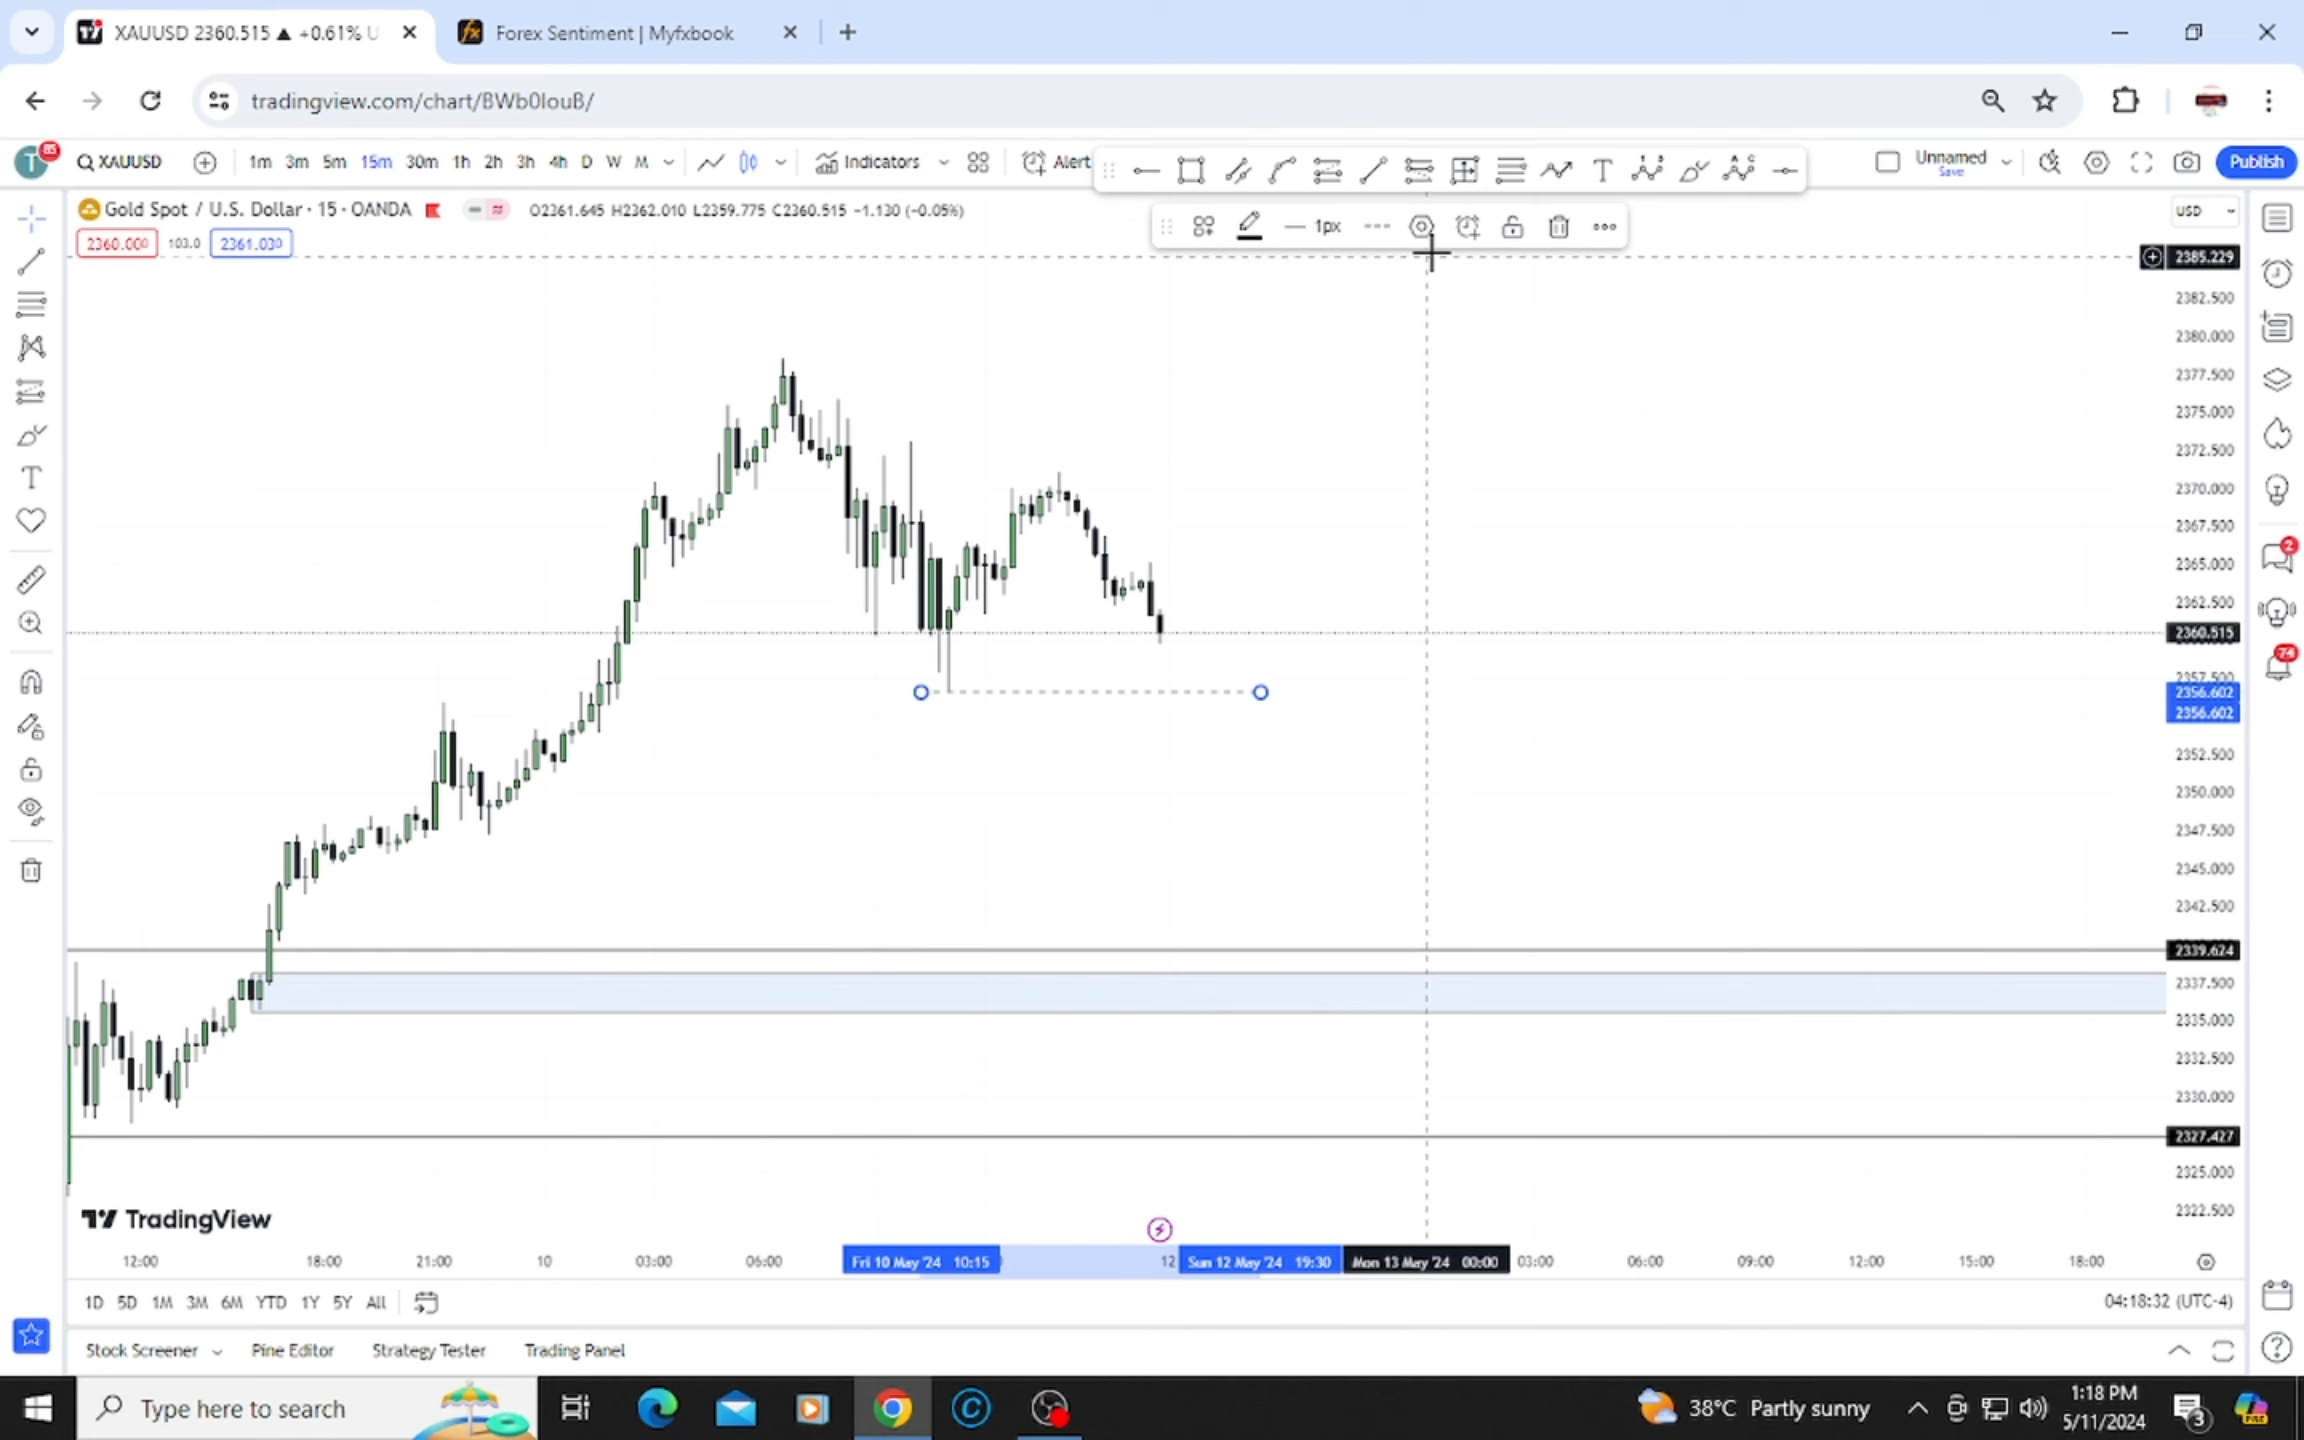 XAUUSD 2360.515 ▲ +0.61% U
Forex Sentiment | Myfxbook
tradingview.com/chart/BWb0IouB/
T 85
XAUUSD
1m 3m 5m 15m 30m 1h 2h 3h 4h D W M
Indicators
Alert
Unnamed
Save
Publish
Gold Spot / U.S. Dollar · 15 · OANDA
O2361.645 H2362.010 L2359.775 C2360.515 −1.130 (−0.05%)
1px
USD
2360.000 103.0 2361.030
2385.229
2382.500
2380.000
2377.500
2375.000
2372.500
2370.000
2367.500
2365.000
2362.500
2360.515
2357.500
2356.602
2356.602
2352.500
2350.000
2347.500
2345.000
2342.500
2339.624
2337.500
2335.000
2332.500
2330.000
2327.427
2325.000
2322.500
2
74
TradingView
12:00 18:00 21:00 10 03:00 06:00 Fri 10 May '24 10:15 12 Sun 12 May '24 19:30 Mon 13 May '24 00:00 03:00 06:00 09:00 12:00 15:00 18:00
1D 5D 1M 3M 6M YTD 1Y 5Y All
04:18:32 (UTC-4)
Stock Screener Pine Editor Strategy Tester Trading Panel
Type here to search
38°C Partly sunny
1:18 PM
5/11/2024
3